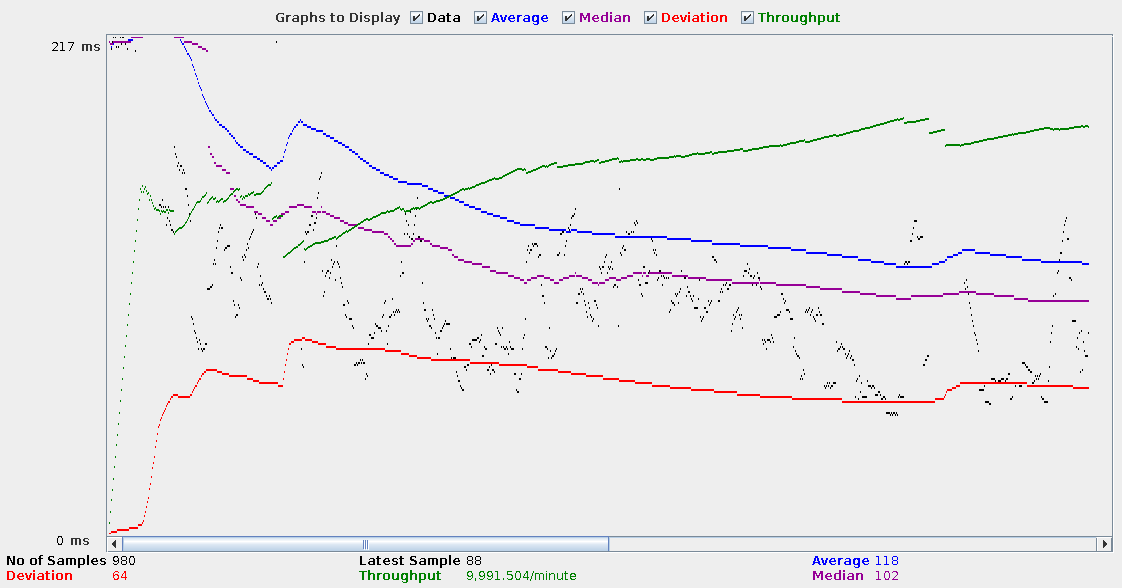 Graphs to Display Data Average Median Deviation Throughput
217 ms
0 ms
No of Samples 980 Latest Sample 88 Average 118
Deviation 64 Throughput 9,991.504/minute Median 102